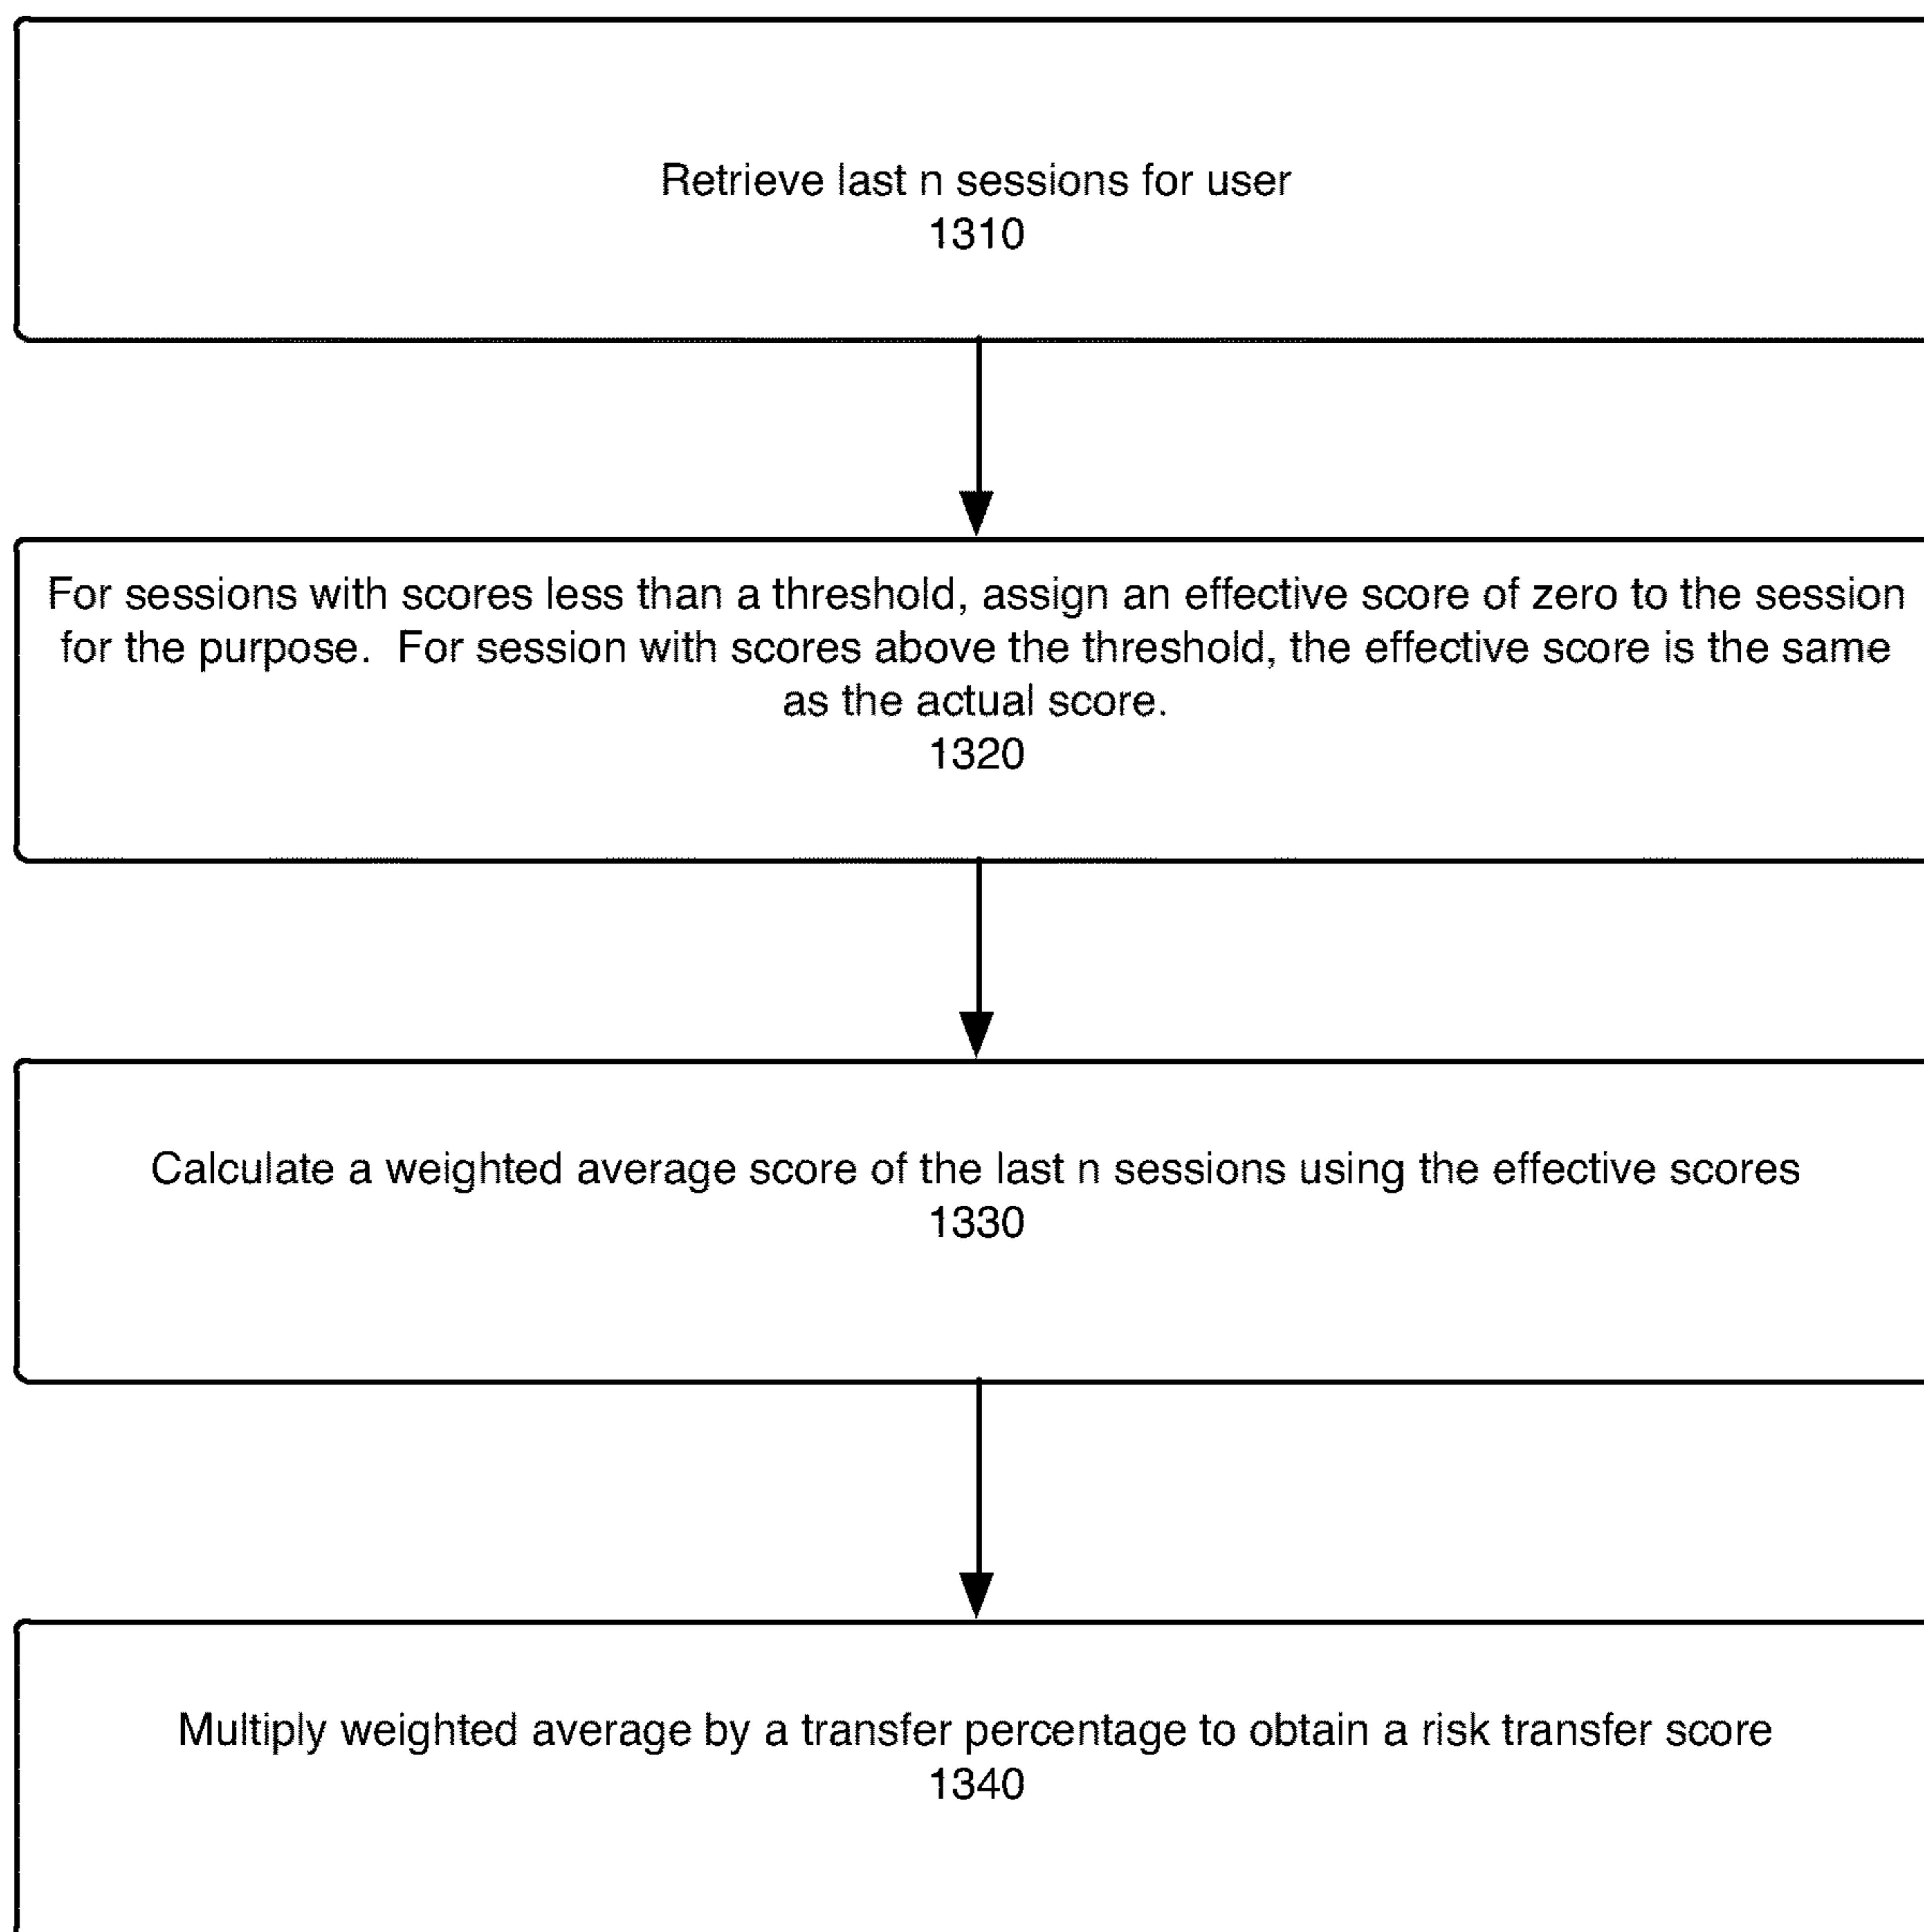 Retrieve last n sessions for user
1310
For sessions with scores less than a threshold, assign an effective score of zero to the session
for the purpose.  For session with scores above the threshold, the effective score is the same
as the actual score.
1320
Calculate a weighted average score of the last n sessions using the effective scores
1330
Multiply weighted average by a transfer percentage to obtain a risk transfer score
1340